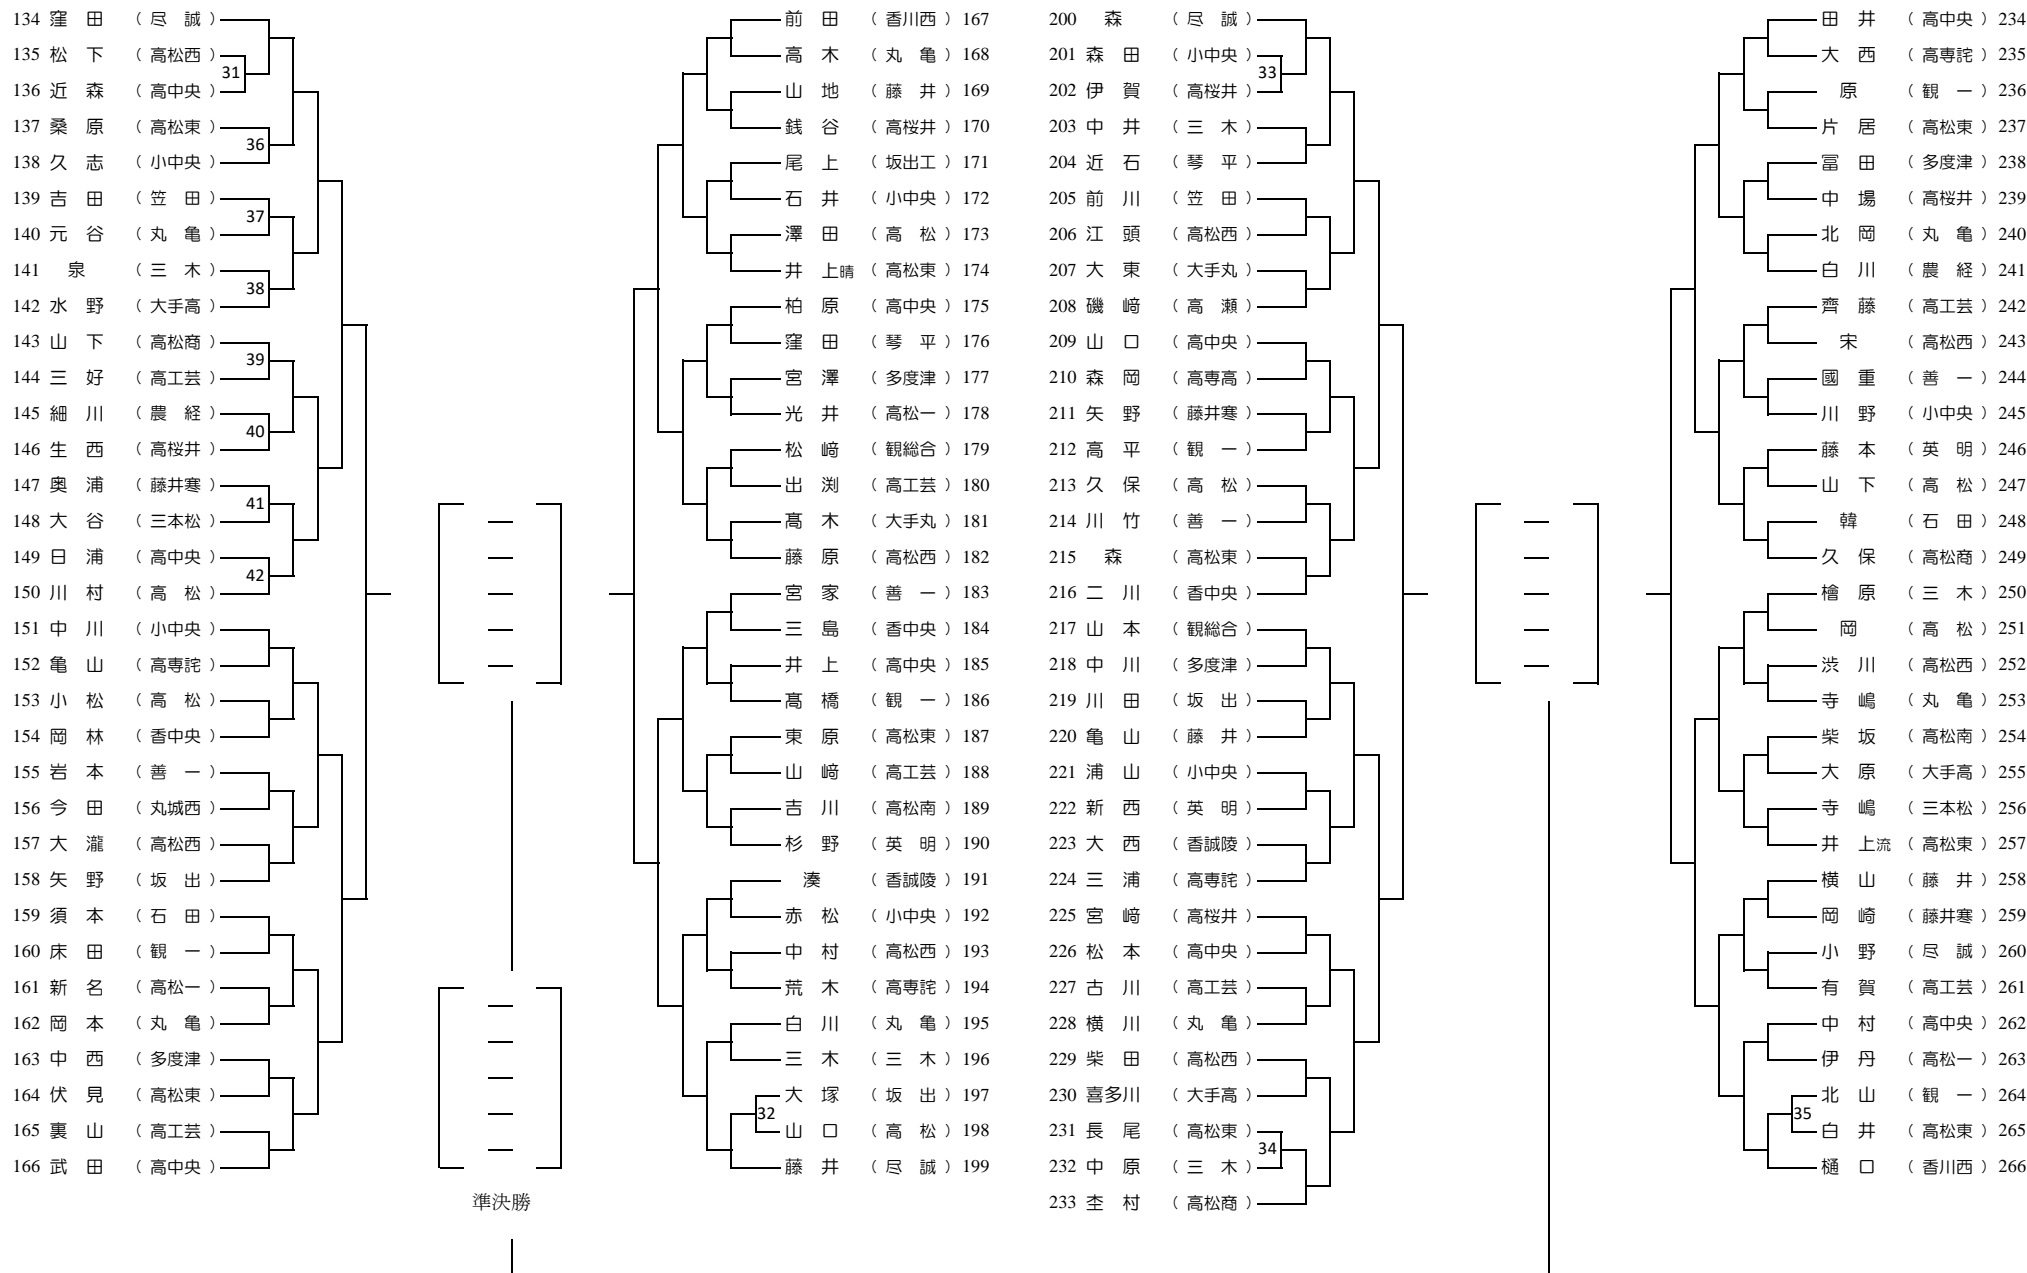 134 窪田 （ 尽誠 ）
135 松下 （ 高松西 ）
31
136 近森 （ 高中央 ）
137 桑原 （ 高松東 ）
36
138 久志 （ 小中央 ）
139 吉田 （ 笠田 ）
37
140 元谷 （ 丸亀 ）
141 泉 （ 三木 ）
38
142 水野 （ 大手高 ）
143 山下 （ 高松商 ）
39
144 三好 （ 高工芸 ）
145 細川 （ 農経 ）
40
146 生西 （ 高桜井 ）
147 奥浦 （ 藤井寒 ）
41
148 大谷 （ 三本松 ）
149 日浦 （ 高中央 ）
42
150 川村 （ 高松 ）
151 中川 （ 小中央 ）
152 亀山 （ 高専詫 ）
153 小松 （ 高松 ）
154 岡林 （ 香中央 ）
155 岩本 （ 善一 ）
156 今田 （ 丸城西 ）
157 大瀧 （ 高松西 ）
158 矢野 （ 坂出 ）
159 須本 （ 石田 ）
160 床田 （ 観一 ）
161 新名 （ 高松一 ）
162 岡本 （ 丸亀 ）
163 中西 （ 多度津 ）
164 伏見 （ 高松東 ）
165 裏山 （ 高工芸 ）
166 武田 （ 高中央 ）
準決勝
前田 （ 香川西 ） 167
高木 （ 丸亀 ） 168
山地 （ 藤井 ） 169
銭谷 （ 高桜井 ） 170
尾上 （ 坂出工 ） 171
石井 （ 小中央 ） 172
澤田 （ 高松 ） 173
井上晴 （ 高松東 ） 174
柏原 （ 高中央 ） 175
窪田 （ 琴平 ） 176
宮澤 （ 多度津 ） 177
光井 （ 高松一 ） 178
松﨑 （ 観総合 ） 179
出渕 （ 高工芸 ） 180
髙木 （ 大手丸 ） 181
藤原 （ 高松西 ） 182
宮家 （ 善一 ） 183
三島 （ 香中央 ） 184
井上 （ 高中央 ） 185
髙橋 （ 観一 ） 186
東原 （ 高松東 ） 187
山﨑 （ 高工芸 ） 188
吉川 （ 高松南 ） 189
杉野 （ 英明 ） 190
湊 （ 香誠陵 ） 191
赤松 （ 小中央 ） 192
中村 （ 高松西 ） 193
荒木 （ 高専詫 ） 194
白川 （ 丸亀 ） 195
三木 （ 三木 ） 196
大塚 （ 坂出 ） 197
32
山口 （ 高松 ） 198
藤井 （ 尽誠 ） 199
200 森 （ 尽誠 ）
201 森田 （ 小中央 ）
33
202 伊賀 （ 高桜井 ）
203 中井 （ 三木 ）
204 近石 （ 琴平 ）
205 前川 （ 笠田 ）
206 江頭 （ 高松西 ）
207 大東 （ 大手丸 ）
208 磯﨑 （ 高瀬 ）
209 山口 （ 高中央 ）
210 森岡 （ 高専高 ）
211 矢野 （ 藤井寒 ）
212 高平 （ 観一 ）
213 久保 （ 高松 ）
214 川竹 （ 善一 ）
215 森 （ 高松東 ）
216 二川 （ 香中央 ）
217 山本 （ 観総合 ）
218 中川 （ 多度津 ）
219 川田 （ 坂出 ）
220 亀山 （ 藤井 ）
221 浦山 （ 小中央 ）
222 新西 （ 英明 ）
223 大西 （ 香誠陵 ）
224 三浦 （ 高専詫 ）
225 宮﨑 （ 高桜井 ）
226 松本 （ 高中央 ）
227 古川 （ 高工芸 ）
228 横川 （ 丸亀 ）
229 柴田 （ 高松西 ）
230 喜多川 （ 大手高 ）
231 長尾 （ 高松東 ）
34
232 中原 （ 三木 ）
233 杢村 （ 高松商 ）
田井 （ 高中央 ） 234
大西 （ 高専詫 ） 235
原 （ 観一 ） 236
片居 （ 高松東 ） 237
冨田 （ 多度津 ） 238
中場 （ 高桜井 ） 239
北岡 （ 丸亀 ） 240
白川 （ 農経 ） 241
齊藤 （ 高工芸 ） 242
宋 （ 高松西 ） 243
國重 （ 善一 ） 244
川野 （ 小中央 ） 245
藤本 （ 英明 ） 246
山下 （ 高松 ） 247
韓 （ 石田 ） 248
久保 （ 高松商 ） 249
檜原 （ 三木 ） 250
岡 （ 高松 ） 251
渋川 （ 高松西 ） 252
寺嶋 （ 丸亀 ） 253
柴坂 （ 高松南 ） 254
大原 （ 大手高 ） 255
寺嶋 （ 三本松 ） 256
井上流 （ 高松東 ） 257
横山 （ 藤井 ） 258
岡崎 （ 藤井寒 ） 259
小野 （ 尽誠 ） 260
有賀 （ 高工芸 ） 261
中村 （ 高中央 ） 262
伊丹 （ 高松一 ） 263
北山 （ 観一 ） 264
35
白井 （ 高松東 ） 265
樋口 （ 香川西 ） 266